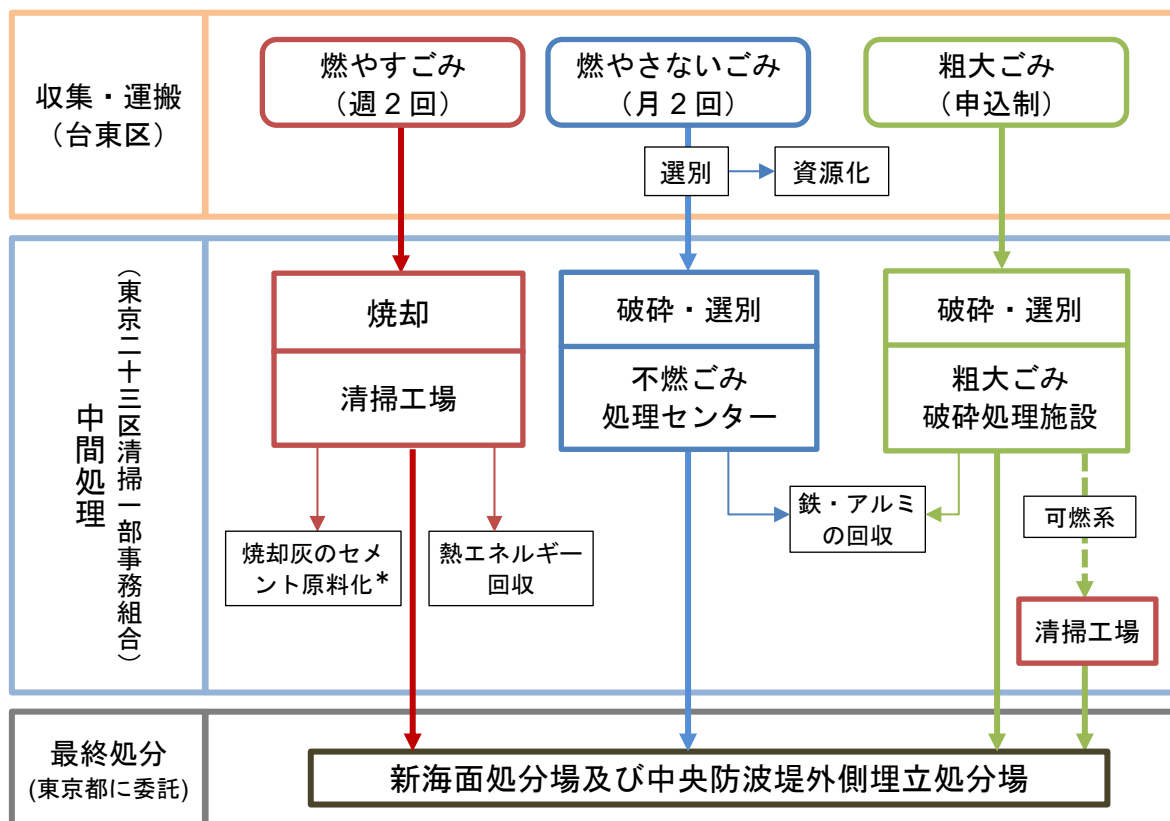 収集・運搬
（台東区）
燃やすごみ
（週２回）
燃やさないごみ
（月２回）
粗大ごみ
（申込制）
選別
資源化
中間処理
（東京二十三区清掃一部事務組合）
焼却
清掃工場
破砕・選別
不燃ごみ
処理センター
破砕・選別
粗大ごみ
破砕処理施設
焼却灰のセメ
ント原料化*
熱エネルギー
回収
鉄・アルミ
の回収
可燃系
清掃工場
最終処分
(東京都に委託)
新海面処分場及び中央防波堤外側埋立処分場